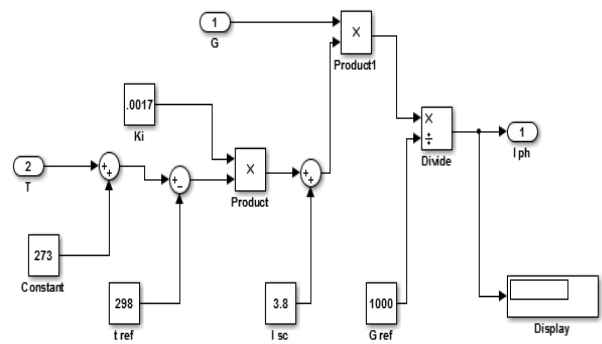 1
G
X
Product1
.0017
Ki
X
÷
Divide
1
I ph
2
T
+
+
+
−
X
Product
+
+
273
Constant
298
t ref
3.8
I sc
1000
G ref
Display